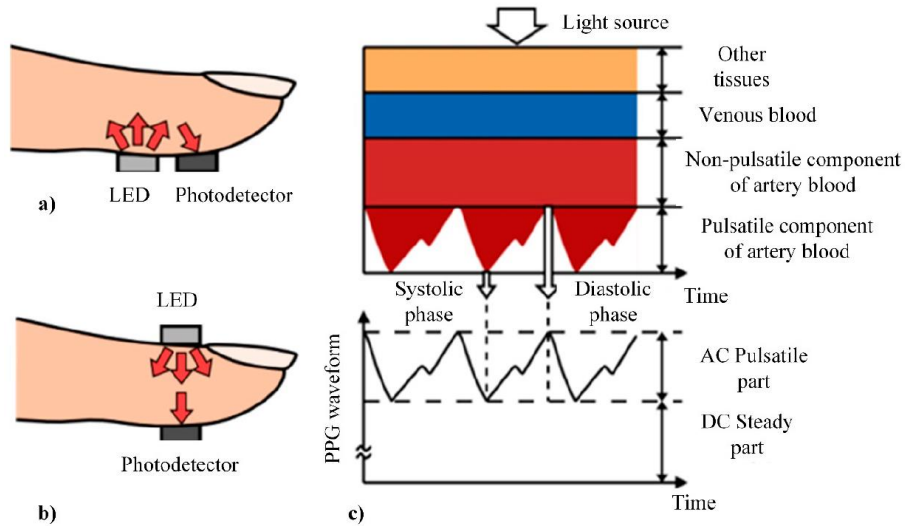 LED
Photodetector
a)
LED
Photodetector
b)
Light source
Other
tissues
Venous blood
Non-pulsatile component
of artery blood
Pulsatile component
of artery blood
Time
Systolic
phase
Diastolic
phase
PPG waveform
AC Pulsatile
part
DC Steady
part
Time
c)